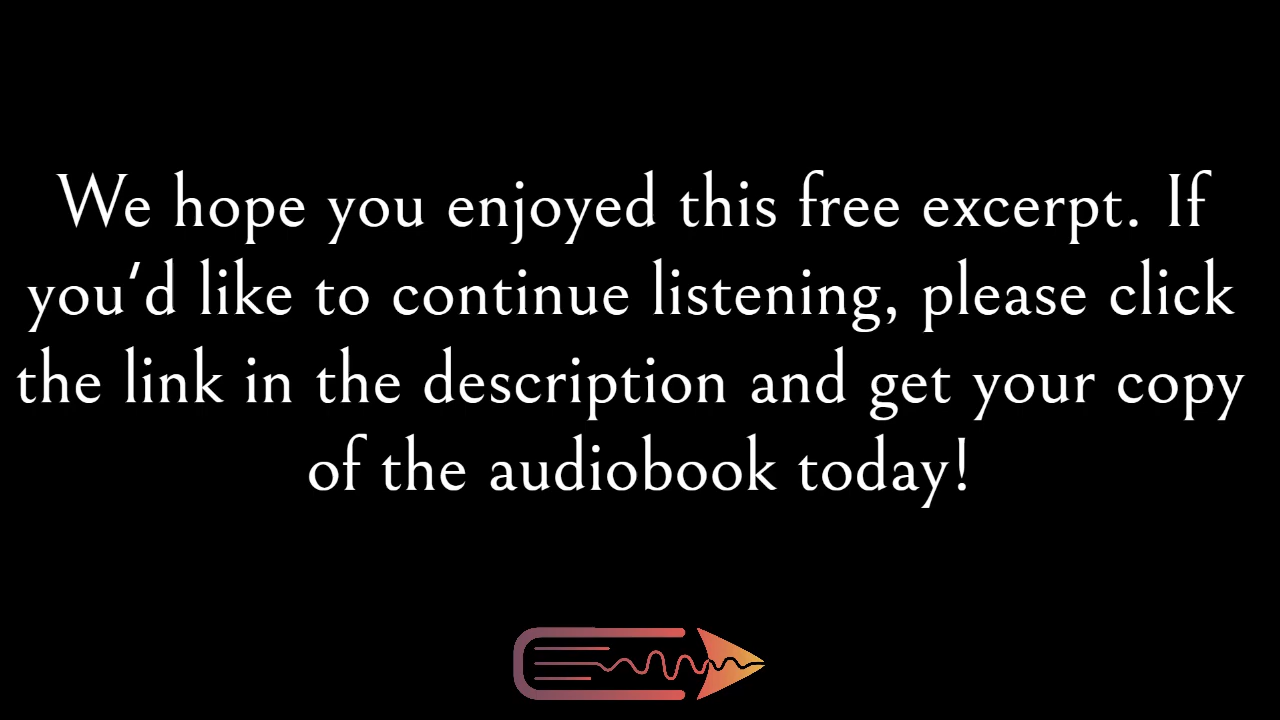 We hope you enjoyed this free excerpt. If
you'd like to continue listening, please click
the link in the description and get your copy
of the audiobook today!